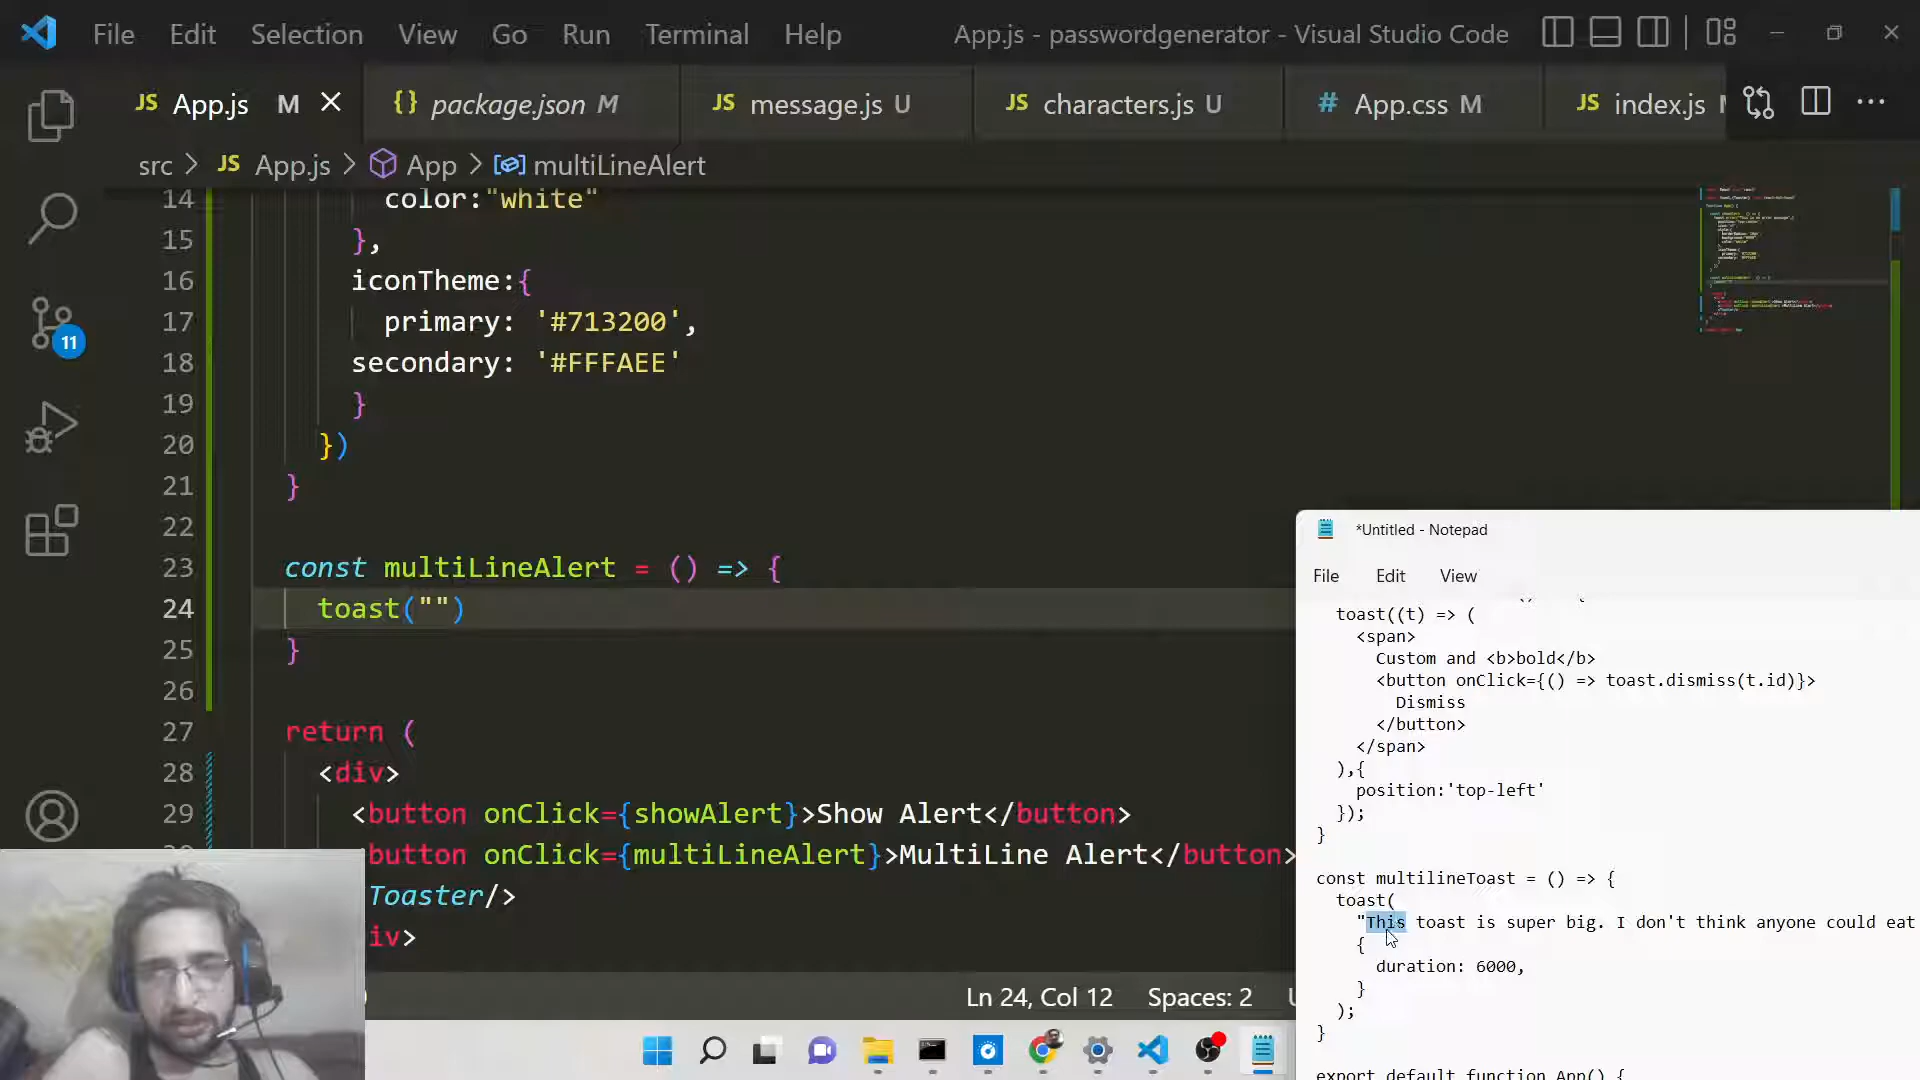 File Edit Selection View Go Run Terminal Help App.js - passwordgenerator - Visual Studio Code
JS App.js M {} package.json M JS message.js U JS characters.js U # App.css M JS index.js
src > JS App.js > App > multiLineAlert
14 color:"white"
15 },
16 iconTheme:{
17 primary: '#713200',
18 secondary: '#FFFAEE'
19 }
20 })
21 }
22
23 const multiLineAlert = () => {
24 toast("")
25 }
26
27 return (
28 <div>
29 <button onClick={showAlert}>Show Alert</button>
button onClick={multiLineAlert}>MultiLine Alert</button>
Toaster/>
iv>
11
Ln 24, Col 12 Spaces: 2
*Untitled - Notepad
File Edit View
toast((t) => (
<span>
Custom and <b>bold</b>
<button onClick={() => toast.dismiss(t.id)}>
Dismiss
</button>
</span>
),{
position:'top-left'
});
}
const multilineToast = () => {
toast(
"This toast is super big. I don't think anyone could eat
{
duration: 6000,
}
);
}
export default function App() {